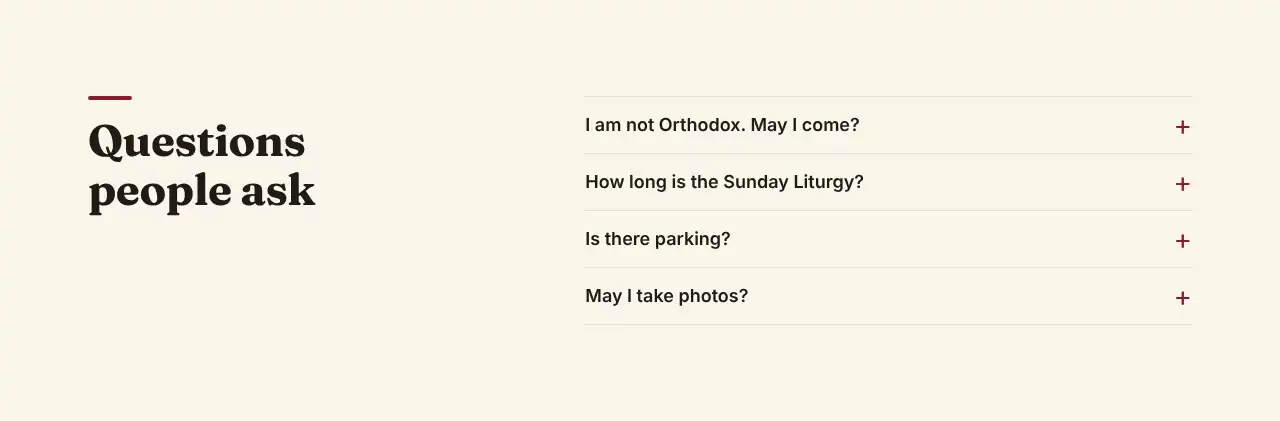 Questions
people ask
I am not Orthodox. May I come?
How long is the Sunday Liturgy?
Is there parking?
May I take photos?